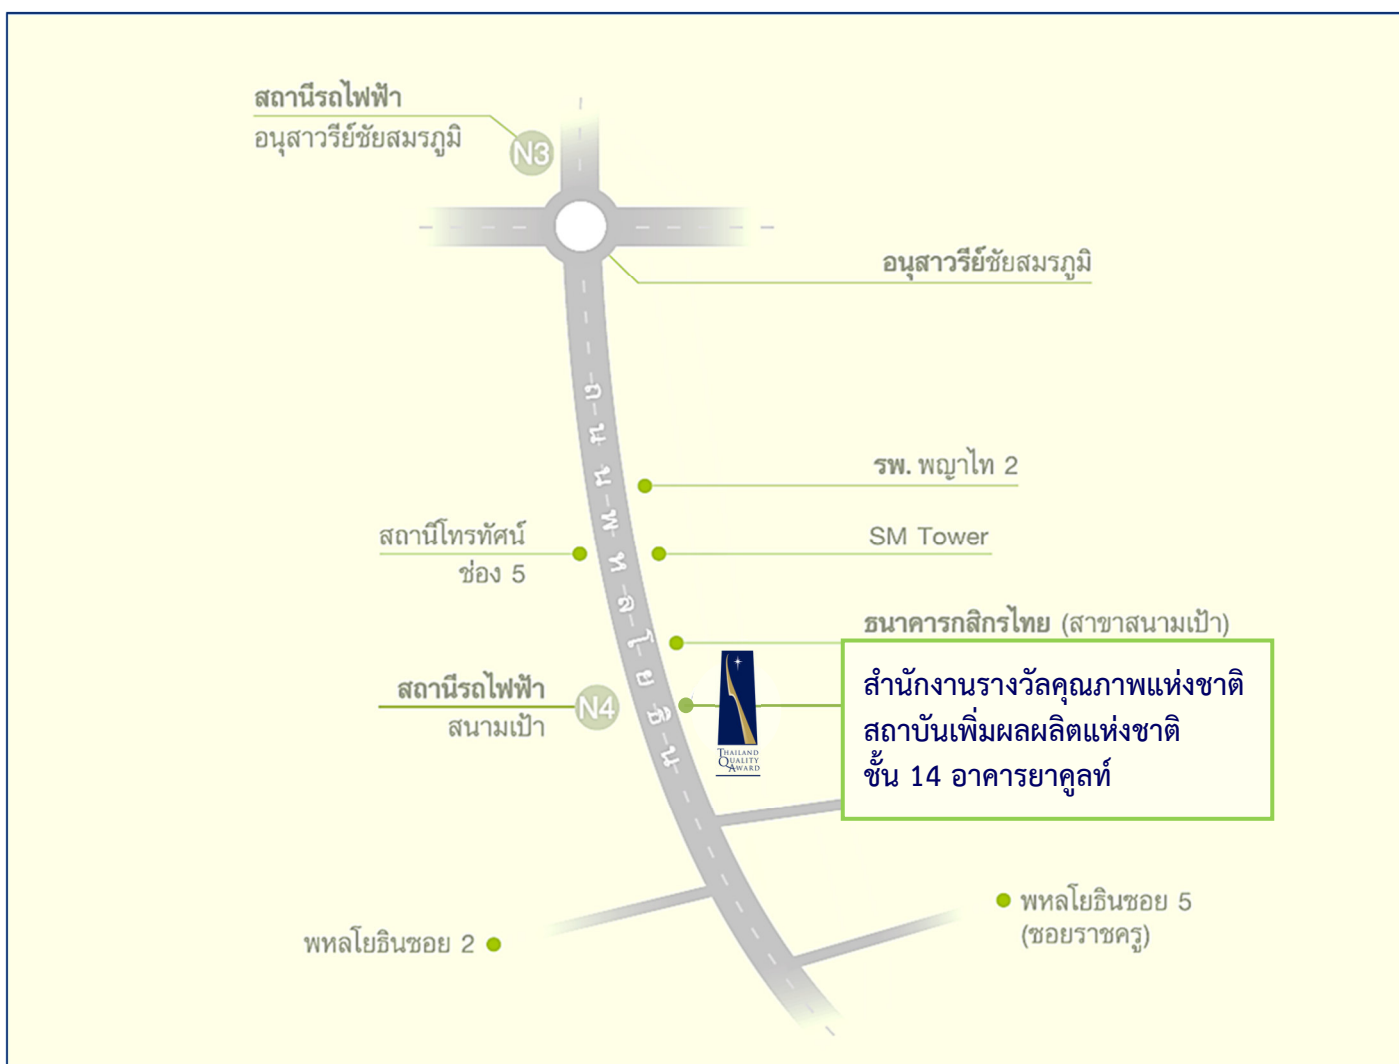 สถานีรถไฟฟ้า
อนุสาวรีย์ชัยสมรภูมิ
N3
อนุสาวรีย์ชัยสมรภูมิ
ถนนพหลโยธิน
รพ. พญาไท 2
สถานีโทรทัศน์
ช่อง 5
SM Tower
ธนาคารกสิกรไทย (สาขาสนามเป้า)
สถานีรถไฟฟ้า
สนามเป้า
N4
THAILAND
QUALITY
AWARD
สำนักงานรางวัลคุณภาพแห่งชาติ
สถาบันเพิ่มผลผลิตแห่งชาติ
ชั้น 14 อาคารยาคูลท์
พหลโยธินซอย 5
(ซอยราชครู)
พหลโยธินซอย 2